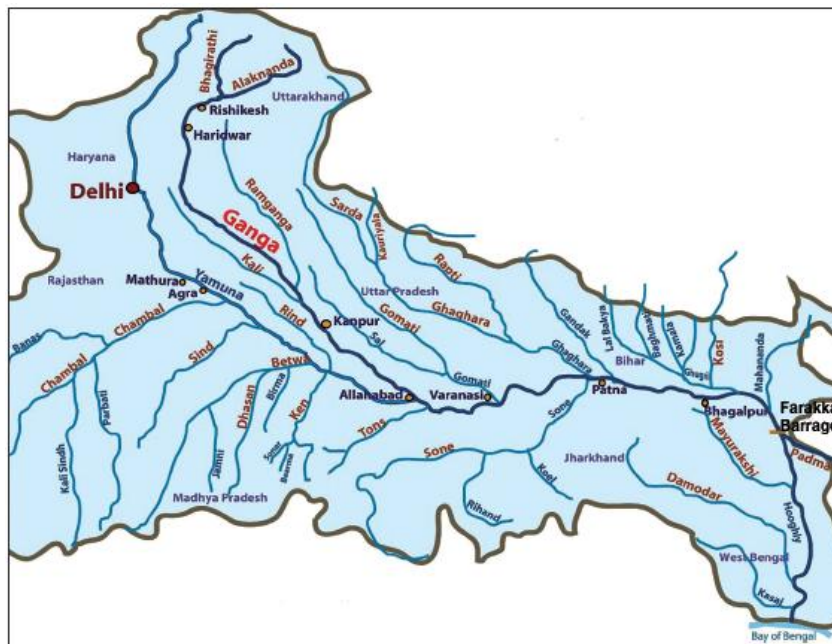 Bhagirathi
Alaknanda
Uttarakhand
Rishikesh
Haridwar
Haryana
Delhi
Ramganga
Sarda
Kauriyala
Ganga
Rapti
Kali
Rajasthan
Mathura
Agra
Yamuna
Uttar Pradesh
Ghaghara
Gomati
Gandak
Lal Bakya
Bagmati
Kamala
Kosi
Chambal
Rind
Kanpur
Sai
Banas
Sind
Betwa
Ghaghara
Bihar
Ghugri
Mahananda
Chambal
Parbati
Birma
Ken
Dhasan
Gomati
Allahabad
Varanasi
Patna
Bhagalpur
Farakka
Barrage
Sone
Tons
Mayurakshi
Padma
Kali Sindh
Jamni
Sonar
Bearma
Sone
Koel
Jharkhand
Damodar
Madhya Pradesh
Rihand
Hooghly
West Bengal
Kasai
Bay of Bengal